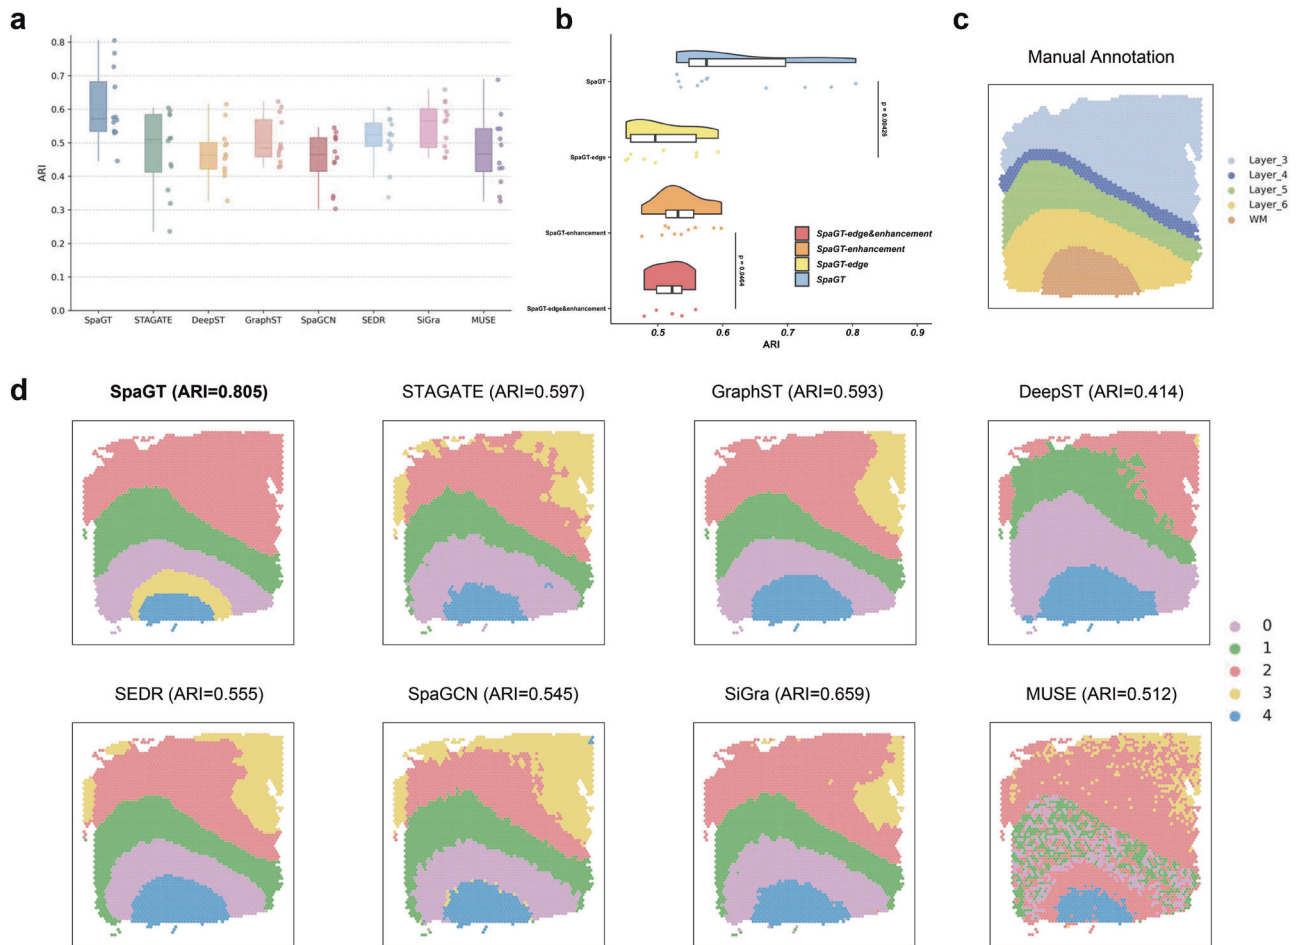 a
ARI
0.8
0.7
0.6
0.5
0.4
0.3
0.2
0.1
0.0
SpaGT
STAGATE
DeepST
GraphST
SpaGCN
SEDR
SiGra
MUSE
b
SpaGT
SpaGT-edge
SpaGT-enhancement
SpaGT-edge&enhancement
p = 0.00426
p = 0.0464
SpaGT-edge&enhancement
SpaGT-enhancement
SpaGT-edge
SpaGT
0.5
0.6
0.7
0.8
0.9
ARI
c
Manual Annotation
Layer_3
Layer_4
Layer_5
Layer_6
WM
d
SpaGT (ARI=0.805)
STAGATE (ARI=0.597)
GraphST (ARI=0.593)
DeepST (ARI=0.414)
SEDR (ARI=0.555)
SpaGCN (ARI=0.545)
SiGra (ARI=0.659)
MUSE (ARI=0.512)
0
1
2
3
4